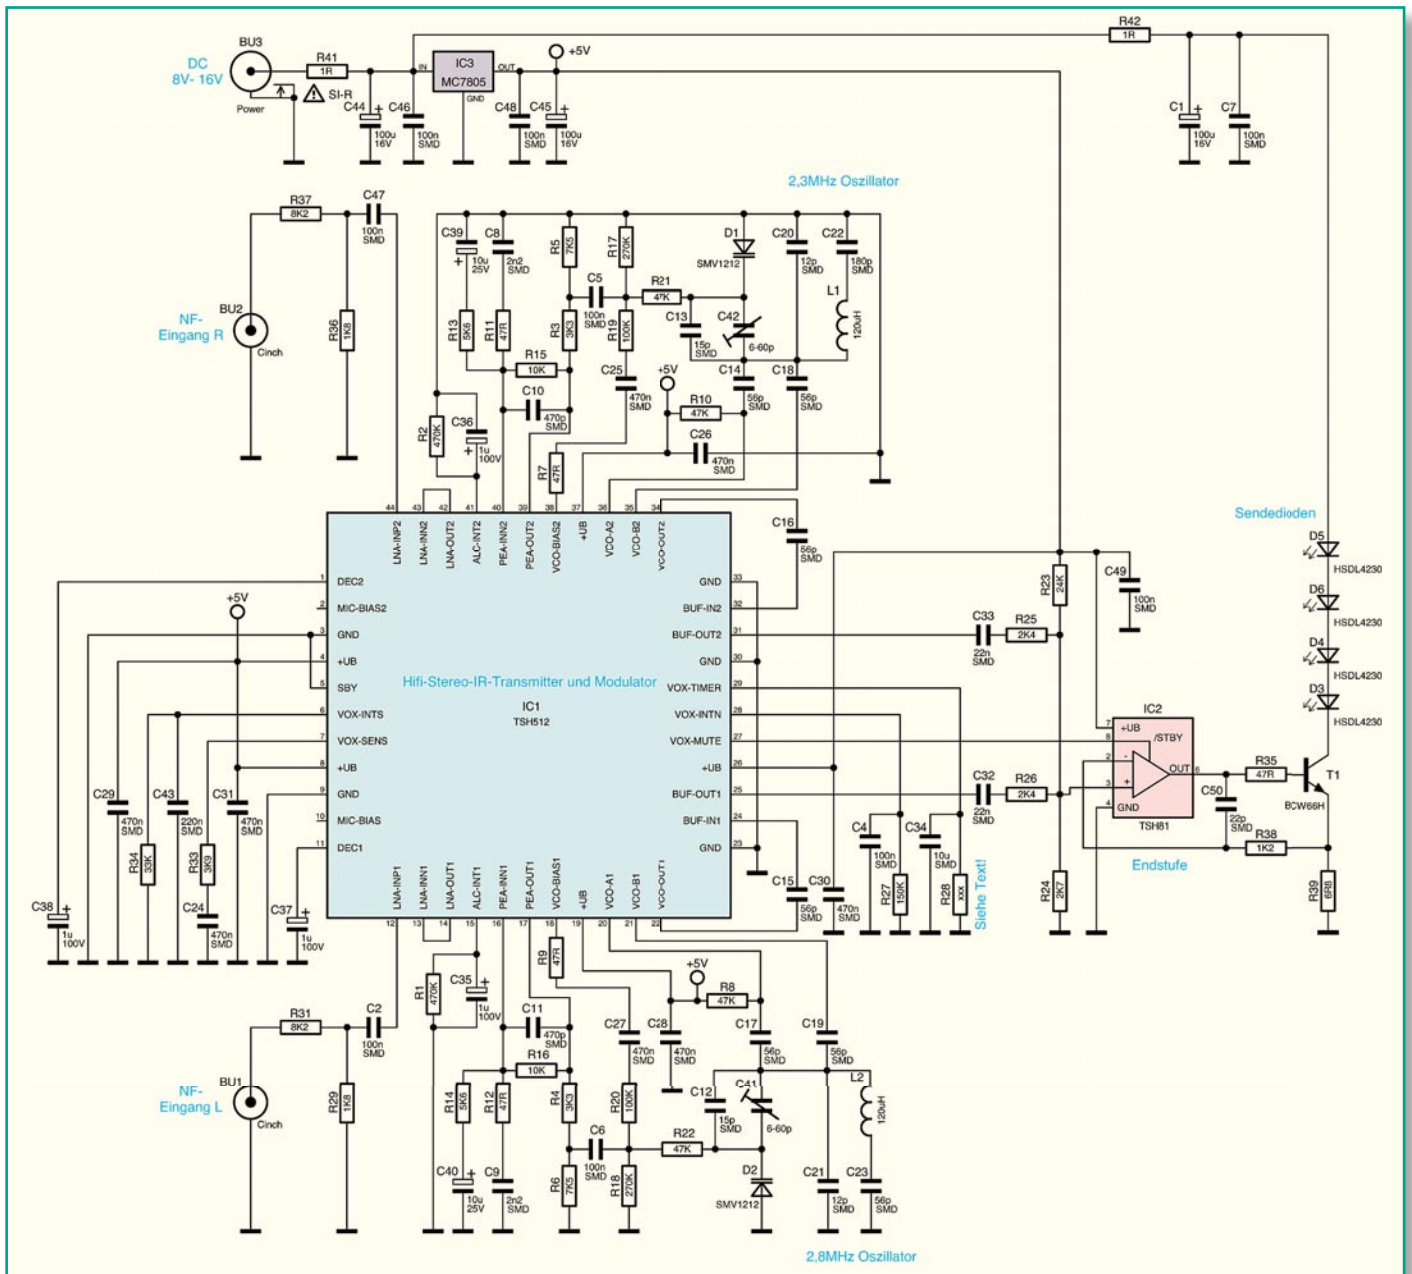 BU3
DC
8V- 16V
Power
R41
1R
SI-R
C44
100u
16V
C46
100n
SMD
IN
IC3
MC7805
OUT
GND
C48
100n
SMD
C45
100u
16V
+5V
R42
1R
C1
100u
16V
C7
100n
SMD
2,3MHz Oszillator
R37
8K2
C47
100n
SMD
BU2
NF-
Eingang R
Cinch
R36
1K8
C39
10u
25V
C8
2n2
SMD
R5
7K5
R17
270K
D1
SMV1212
C20
12p
SMD
C22
180p
SMD
C5
100n
SMD
R21
47K
L1
120uH
R13
5K6
R11
47R
R3
3K3
R19
100K
C13
15p
SMD
C42
6-60p
R15
10K
C10
470p
SMD
C25
470n
SMD
+5V
C14
56p
SMD
C18
56p
SMD
R10
47K
R2
470K
C36
1u
100V
R7
47R
C26
470n
SMD
44
43
42
41
40
39
38
37
36
35
34
LNA-INP2
LNA-INN2
LNA-OUT2
ALC-INT2
PEA-INN2
PEA-OUT2
VCO-BIAS2
+UB
VCO-A2
VCO-B2
VCO-OUT2
C16
56p
SMD
1
DEC2
2
MIC-BIAS2
3
GND
4
+UB
5
SBY
6
VOX-INTS
7
VOX-SENS
8
+UB
9
GND
10
MIC-BIAS
11
DEC1
Hifi-Stereo-IR-Transmitter und Modulator
IC1
TSH512
GND
33
BUF-IN2
32
BUF-OUT2
31
GND
30
VOX-TIMER
29
VOX-INTN
28
VOX-MUTE
27
+UB
26
BUF-OUT1
25
BUF-IN1
24
GND
23
+5V
C29
470n
SMD
C43
220n
SMD
C31
470n
SMD
R34
33K
R33
3K9
C24
470n
SMD
C38
1u
100V
C37
1u
100V
Sendedioden
D5
HSDL4230
D6
HSDL4230
D4
HSDL4230
D3
HSDL4230
R23
24K
C49
100n
SMD
C33
22n
SMD
R25
2K4
C32
22n
SMD
R26
2K4
IC2
7
+UB
8
/STBY
2
-
3
+
4
GND
OUT
6
TSH81
Endstufe
R35
47R
T1
BCW66H
C50
22p
SMD
R38
1K2
R39
6R8
R24
2K7
C4
100n
SMD
C34
10u
SMD
R27
150K
R28
xxx
Siehe Text!
C15
56p
SMD
C30
470n
SMD
LNA-INP1
LNA-INN1
LNA-OUT1
ALC-INT1
PEA-INN1
PEA-OUT1
VCO-BIAS1
+UB
VCO-A1
VCO-B1
VCO-OUT1
12
13
14
15
16
17
18
19
20
21
22
R9
47R
R1
470K
C35
1u
100V
+5V
R8
47K
R31
8K2
C2
100n
SMD
C11
470p
SMD
C27
470n
SMD
C28
470n
SMD
C17
56p
SMD
C19
56p
SMD
R16
10K
BU1
NF-
Eingang L
Cinch
R29
1K8
R14
5K6
R12
47R
R4
3K3
R20
100K
C12
15p
SMD
C41
6-60p
L2
120uH
C6
100n
SMD
R22
47K
C40
10u
25V
C9
2n2
SMD
R6
7K5
R18
270K
D2
SMV1212
C21
12p
SMD
C23
56p
SMD
2,8MHz Oszillator